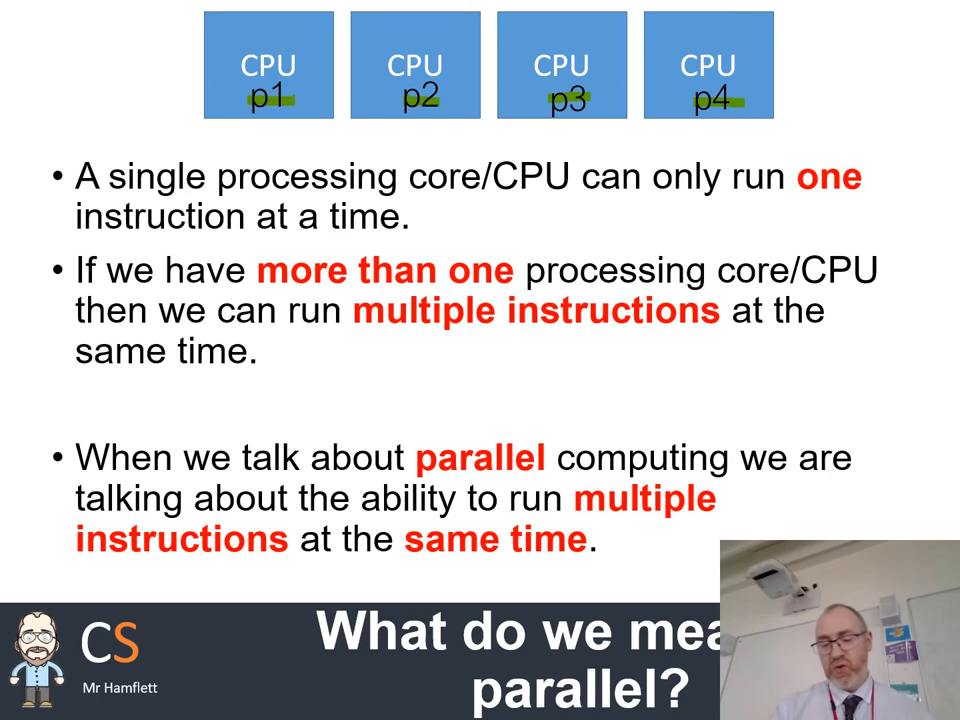 CPU CPU CPU CPU
p1 p2 p3 p4
• A single processing core/CPU can only run one
instruction at a time.
• If we have more than one processing core/CPU
then we can run multiple instructions at the
same time.
• When we talk about parallel computing we are
talking about the ability to run multiple
instructions at the same time.
What do we mea
parallel?
CS
Mr Hamflett